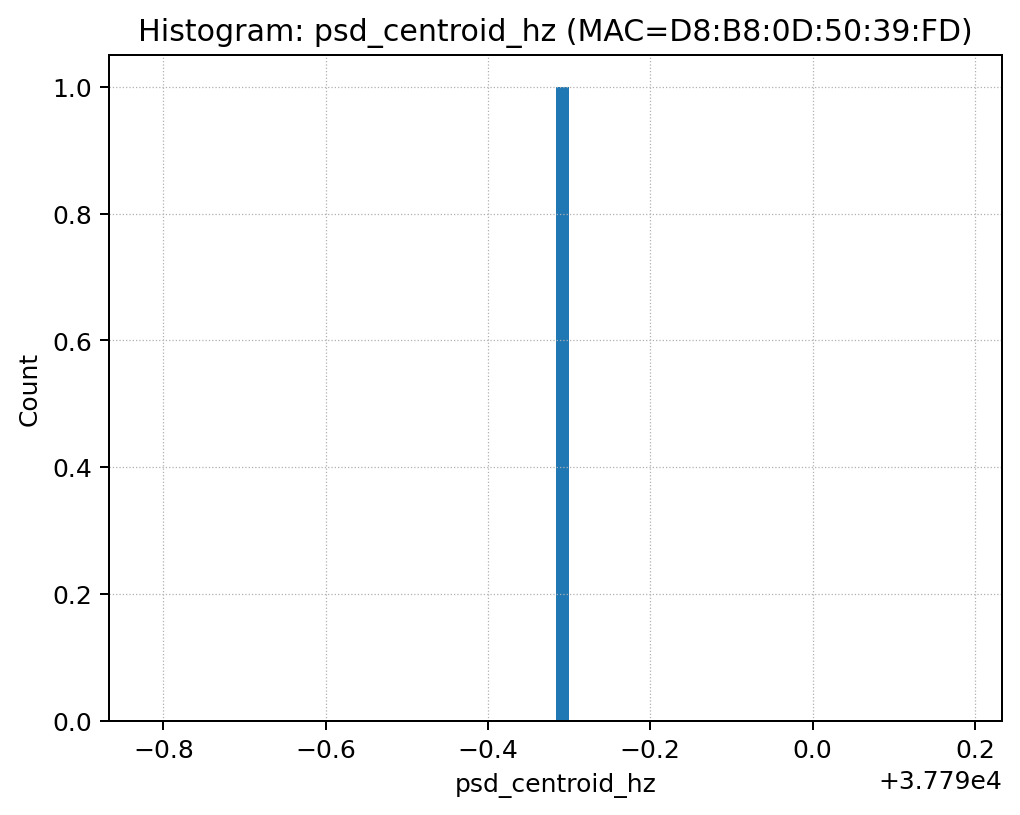 Histogram: psd_centroid_hz (MAC=D8:B8:0D:50:39:FD)
1.0
0.8
0.6
0.4
0.2
0.0
Count
−0.8 −0.6 −0.4 −0.2 0.0 0.2
psd_centroid_hz
+3.779e4